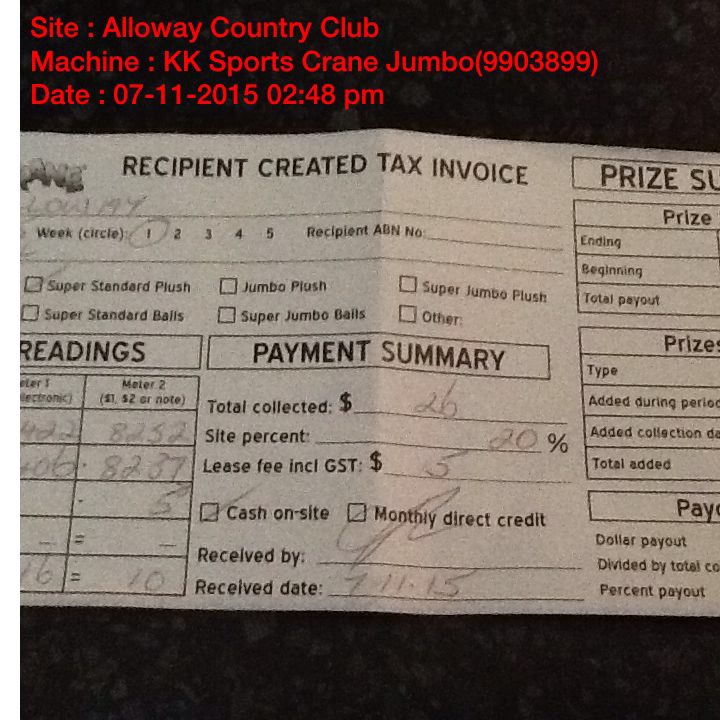 Site : Alloway Country Club
Machine : KK Sports Crane Jumbo(9903899)
Date : 07-11-2015 02:48 pm
RECIPIENT CREATED TAX INVOICE
Week (circle) 1 2 3 4 5 Recipient ABN No:
Super Standard Plush Jumbo Plush Super Jumbo Plush
Super Standard Balls Super Jumbo Balls Other:
READINGS
Meter 2
($1, $2 or note)
8252
8237
5
= —
16 = 10
PAYMENT SUMMARY
Total collected: $ 26
Site percent: 20 %
Lease fee incl GST: $ 5
Cash on-site Monthly direct credit
Received by:
Received date: 7-11-15
PRIZE SU
Prize
Ending
Beginning
Total payout
Prizes
Type
Added during period
Added collection da
Total added
Payo
Dollar payout
Divided by total co
Percent payout